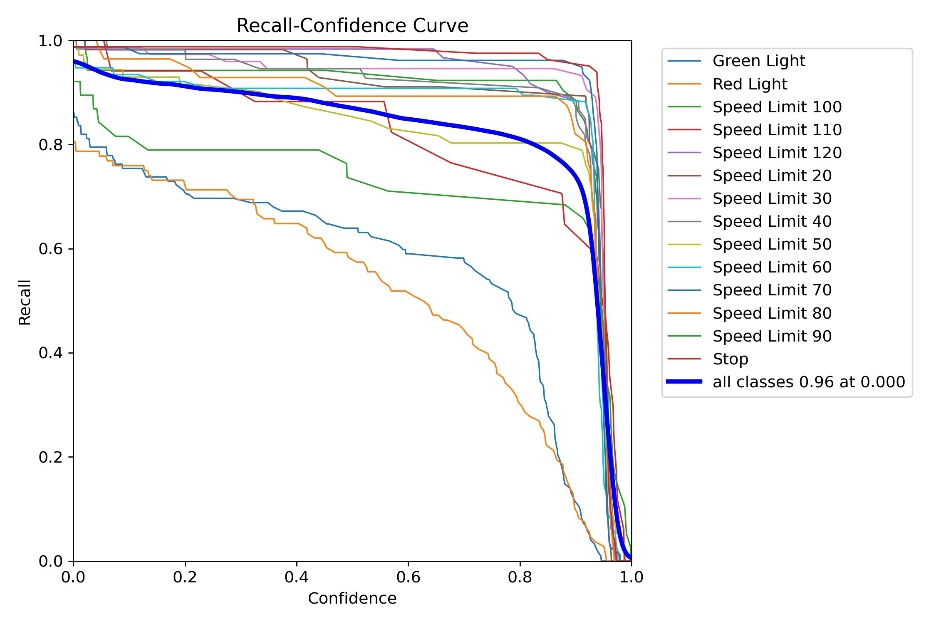 Recall-Confidence Curve
1.0
0.8
0.6
0.4
0.2
0.0
Recall
0.0 0.2 0.4 0.6 0.8 1.0
Confidence
Green Light
Red Light
Speed Limit 100
Speed Limit 110
Speed Limit 120
Speed Limit 20
Speed Limit 30
Speed Limit 40
Speed Limit 50
Speed Limit 60
Speed Limit 70
Speed Limit 80
Speed Limit 90
Stop
all classes 0.96 at 0.000